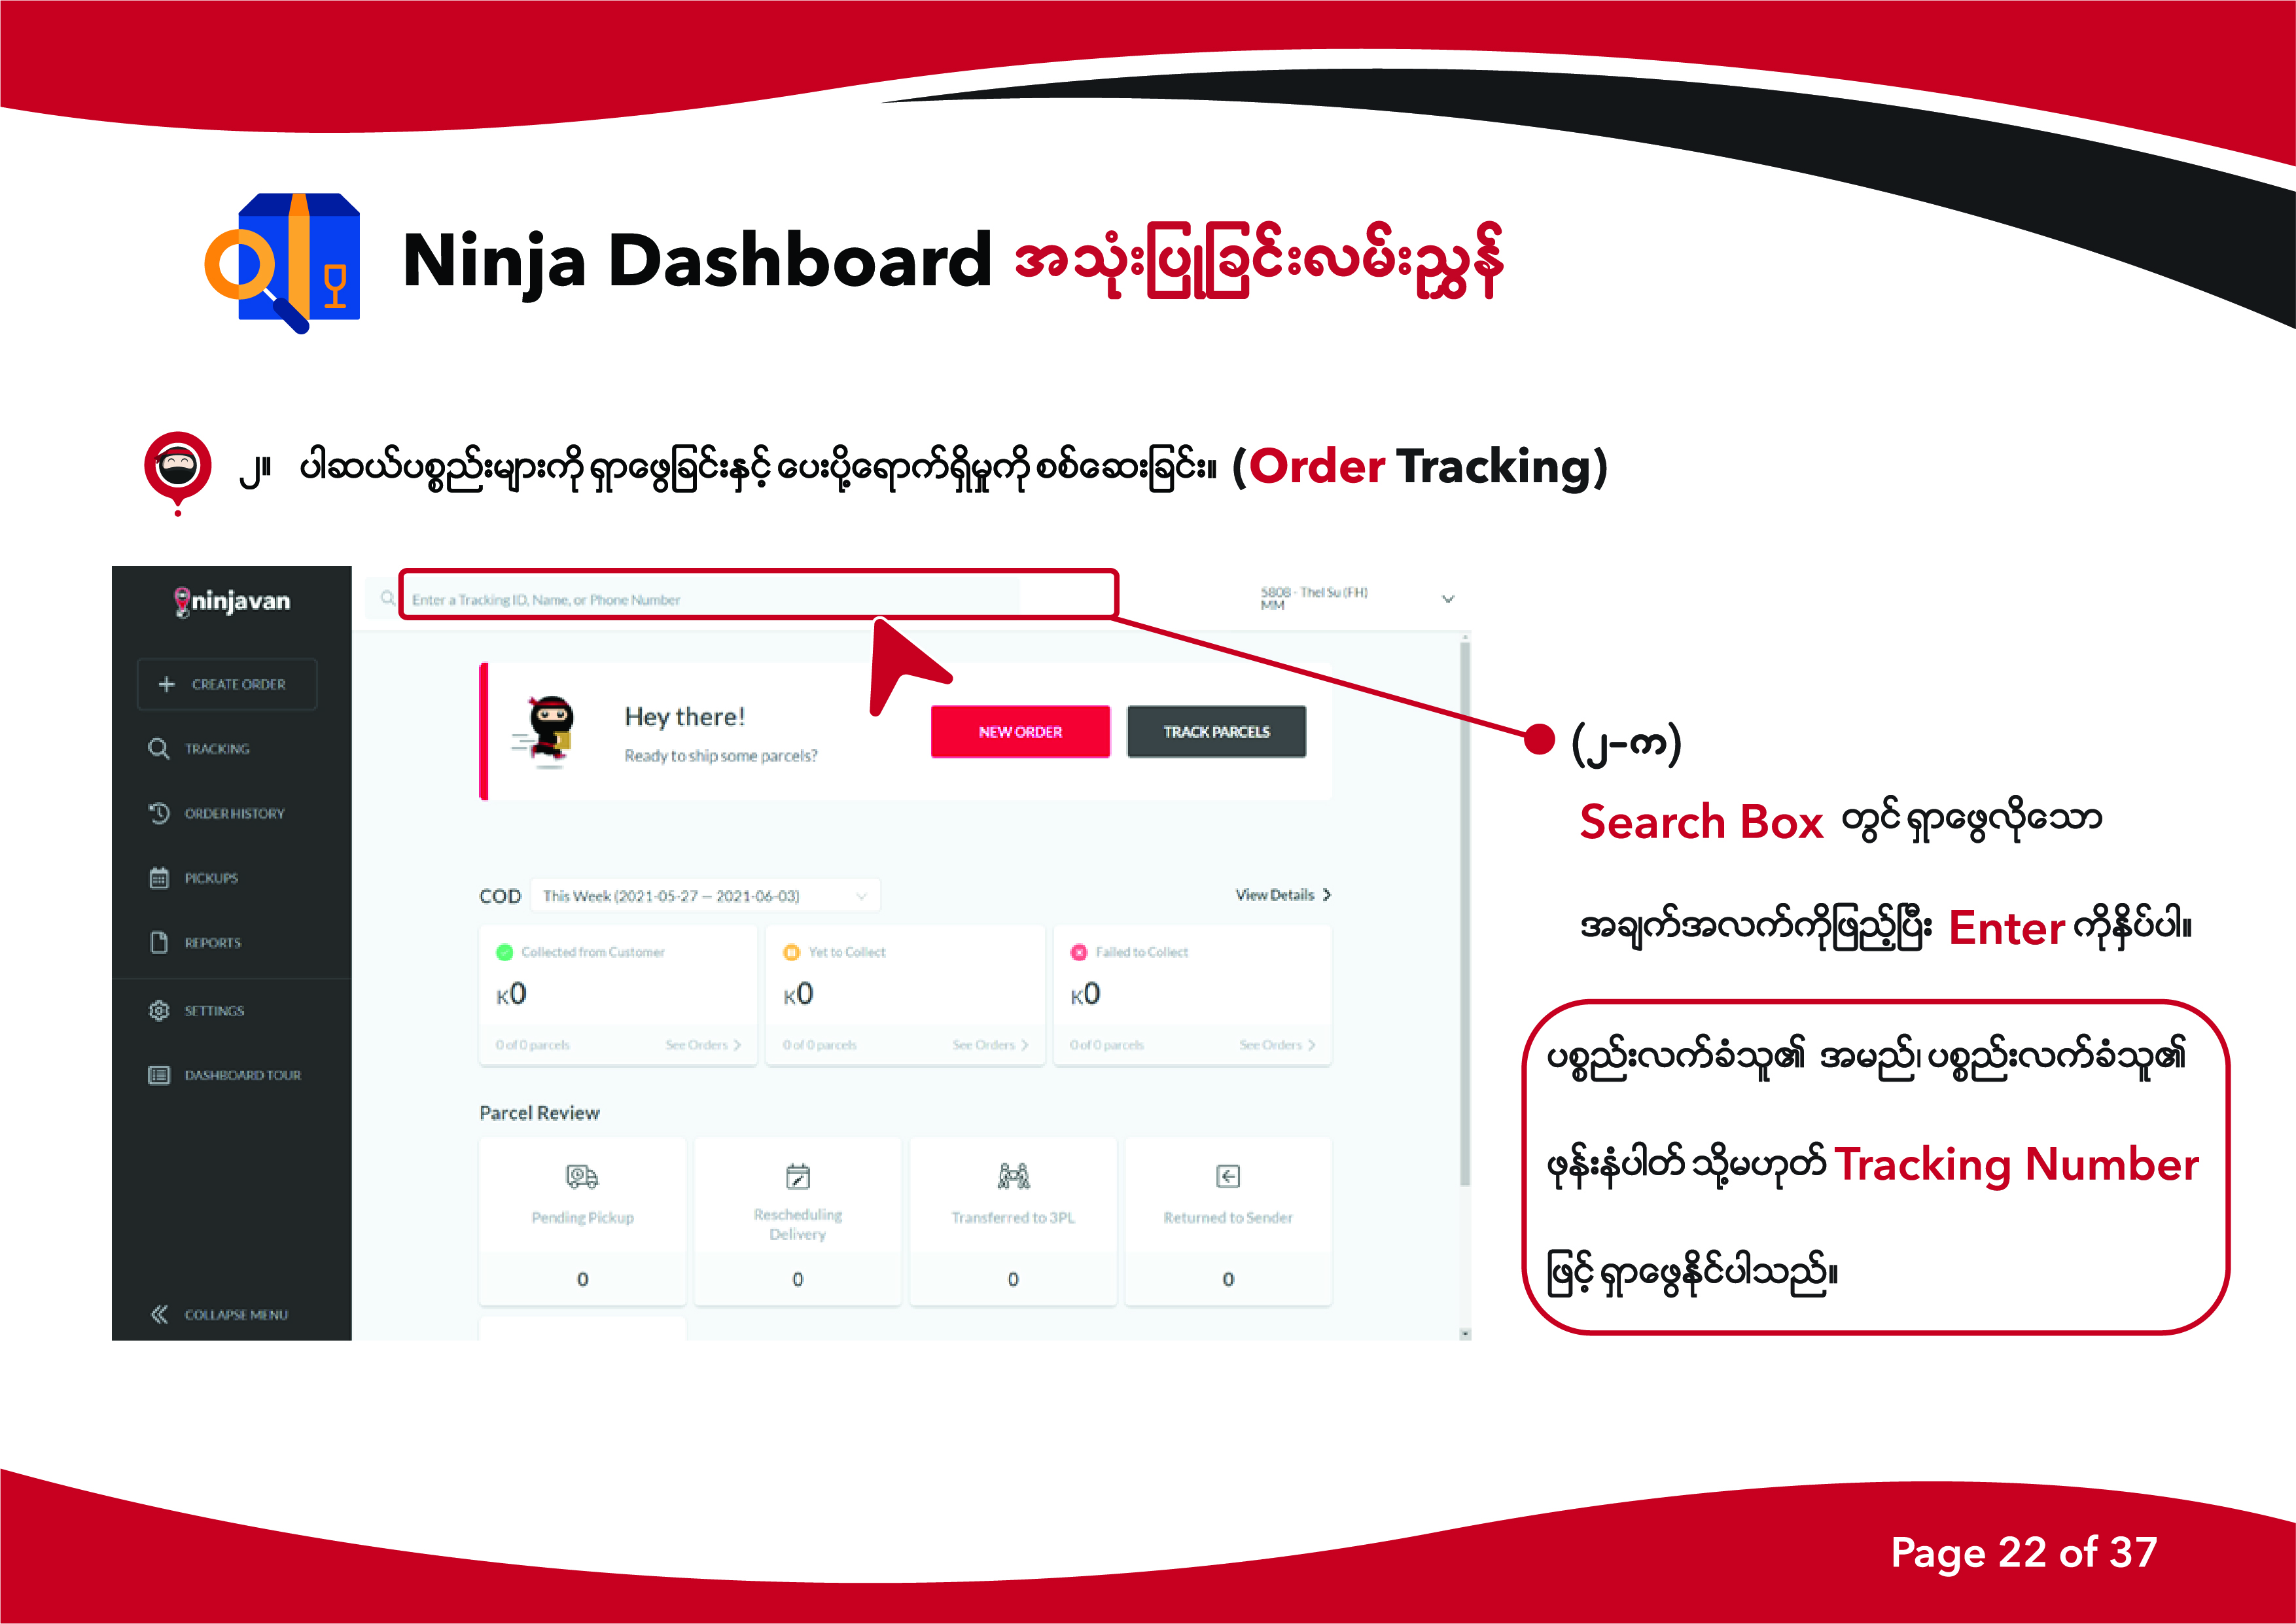 Ninja Dashboard အသုံးပြုခြင်းလမ်းညွှန်
၂။ ပါဆယ်ပစ္စည်းများကို ရှာဖွေခြင်းနှင့် ပေးပို့ရောက်ရှိမှုကို စစ်ဆေးခြင်း။ (Order Tracking)
ninjavan
Enter a Tracking ID, Name, or Phone Number
5808 - Thel Su (FH)
MM
CREATE ORDER
TRACKING
ORDER HISTORY
PICKUPS
REPORTS
SETTINGS
DASHBOARD TOUR
COLLAPSE MENU
Hey there!
Ready to ship some parcels?
NEW ORDER
TRACK PARCELS
COD This Week (2021-05-27 — 2021-06-03) View Details
Collected from Customer
K0
0 of 0 parcels See Orders
Yet to Collect
K0
0 of 0 parcels See Orders
Failed to Collect
K0
0 of 0 parcels See Orders
Parcel Review
Pending Pickup
0
Rescheduling
Delivery
0
Transferred to 3PL
0
Returned to Sender
0
(၂-က)
Search Box တွင် ရှာဖွေလိုသော
အချက်အလက်ကိုဖြည့်ပြီး Enter ကိုနှိပ်ပါ။
ပစ္စည်းလက်ခံသူ၏ အမည်၊ ပစ္စည်းလက်ခံသူ၏
ဖုန်းနံပါတ် သို့မဟုတ် Tracking Number
ဖြင့် ရှာဖွေနိုင်ပါသည်။
Page 22 of 37